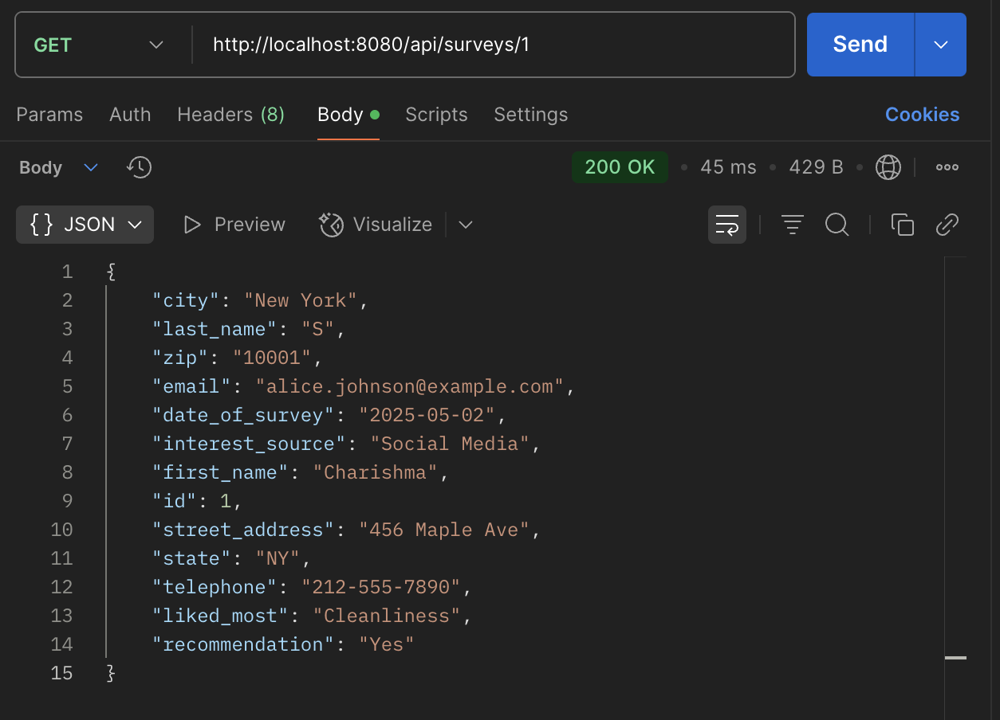 GET http://localhost:8080/api/surveys/1 Send
Params Auth Headers (8) Body Scripts Settings Cookies
Body 200 OK 45 ms 429 B
{ } JSON Preview Visualize
1 {
2 "city": "New York",
3 "last_name": "S",
4 "zip": "10001",
5 "email": "alice.johnson@example.com",
6 "date_of_survey": "2025-05-02",
7 "interest_source": "Social Media",
8 "first_name": "Charishma",
9 "id": 1,
10 "street_address": "456 Maple Ave",
11 "state": "NY",
12 "telephone": "212-555-7890",
13 "liked_most": "Cleanliness",
14 "recommendation": "Yes"
15 }